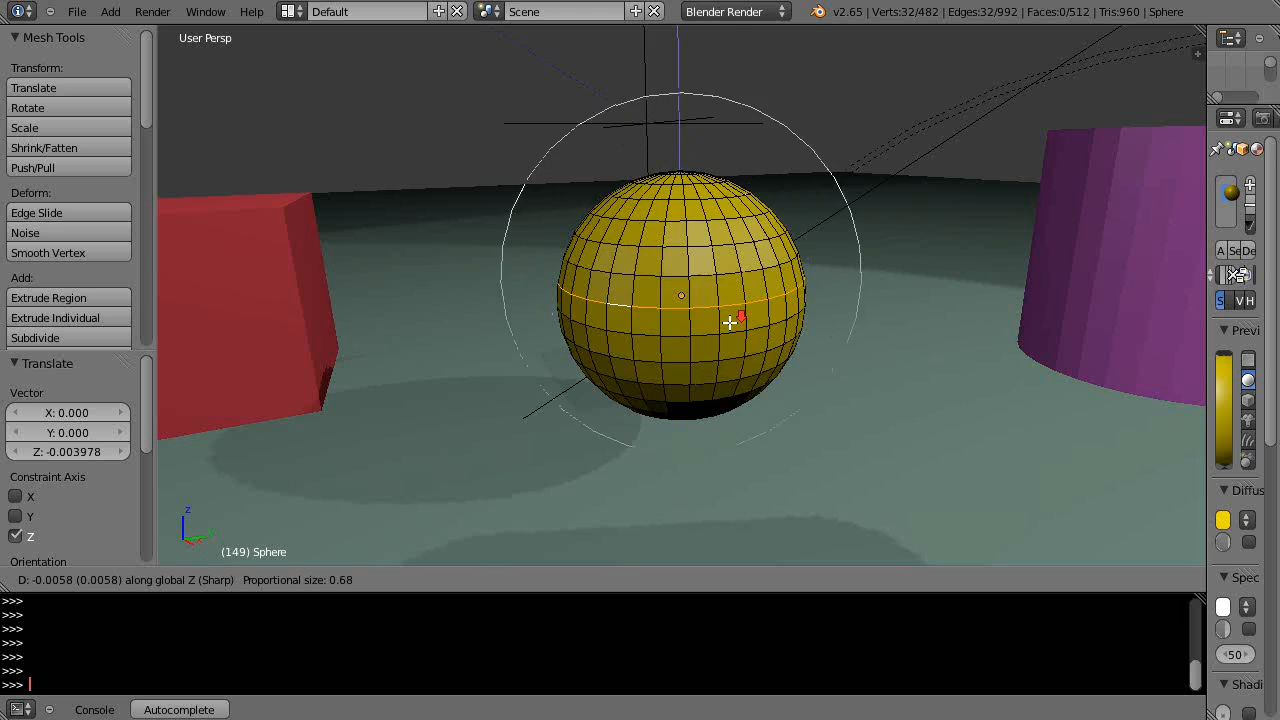 File Add Render Window Help Default Scene Blender Render v2.65 | Verts:32/482 | Edges:32/992 | Faces:0/512 | Tris:960 | Sphere
Mesh Tools
User Persp
Transform:
Translate
Rotate
Scale
Shrink/Fatten
Push/Pull
Deform:
Edge Slide
Noise
Smooth Vertex
Add:
Extrude Region
Extrude Individual
Subdivide
Translate
Vector
X: 0.000
Y: 0.000
Z: -0.003978
Constraint Axis
X
Y
Z
Orientation
z
(149) Sphere
A Se De
S V H
Previ
Diffus
Spec
50
Shadi
D: -0.0058 (0.0058) along global Z (Sharp) Proportional size: 0.68
>>>
>>>
>>>
>>>
>>>
>>>
>>>
Console Autocomplete